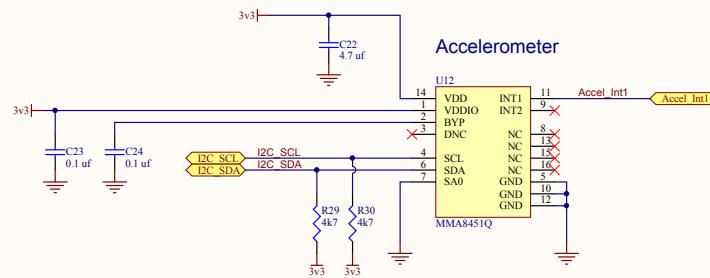 3v3
C22
4.7 uf
Accelerometer
U12
3v3
14 VDD INT1 11 Accel_Int1 Accel_Int1
1 VDDIO INT2 9
2 BYP
3 DNC NC 8
NC 13
4 SCL NC 15
6 SDA NC 16
7 SA0 GND 5
GND 10
GND 12
MMA8451Q
C23
0.1 uf
C24
0.1 uf
I2C_SCL I2C_SCL
I2C_SDA I2C_SDA
R29
4k7
R30
4k7
3v3
3v3